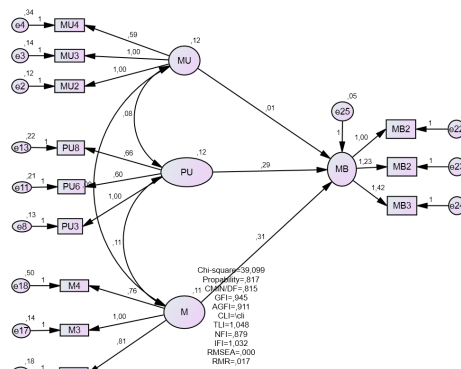 ,34
e4 1 MU4
,59
,14
e3 1 MU3 1,00
MU ,12
,12
e2 1 MU2 1,00
,01
,05
e25
1
,08
,22
e13 1 PU8 ,66
,12
PU
,29
MB
1,00 MB2 1 e22
,21
e11 1 PU6 ,60
1,23 MB2 1 e23
,13
e8 1 PU3 1,00
1,42 MB3 1 e24
,11
,31
,50
e18 1 M4 ,76
,11
M
,14
e17 1 M3 1,00
,18
1
,81
Chi-square=39,099
Propability=,817
CMIN/DF=,815
GFI=,945
AGFI=,911
CLI=\cli
TLI=1,048
NFI=,879
IFI=1,032
RMSEA=,000
RMR=,017